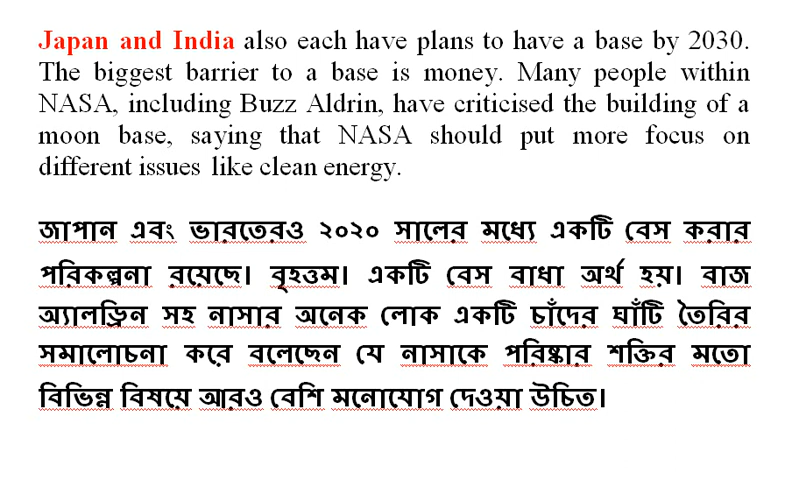 Japan and India also each have plans to have a base by 2030.
The biggest barrier to a base is money. Many people within
NASA, including Buzz Aldrin, have criticised the building of a
moon base, saying that NASA should put more focus on
different issues like clean energy.
জাপান এবং ভারতেরও ২০২০ সালের মধ্যে একটি বেস করার
পরিকল্পনা রয়েছে। বৃহত্তম। একটি বেস বাধা অর্থ হয়। বাজ
অ্যালড্রিন সহ নাসার অনেক লোক একটি চাঁদের ঘাঁটি তৈরির
সমালোচনা করে বলেছেন যে নাসাকে পরিষ্কার শক্তির মতো
বিভিন্ন বিষয়ে আরও বেশি মনোযোগ দেওয়া উচিত।